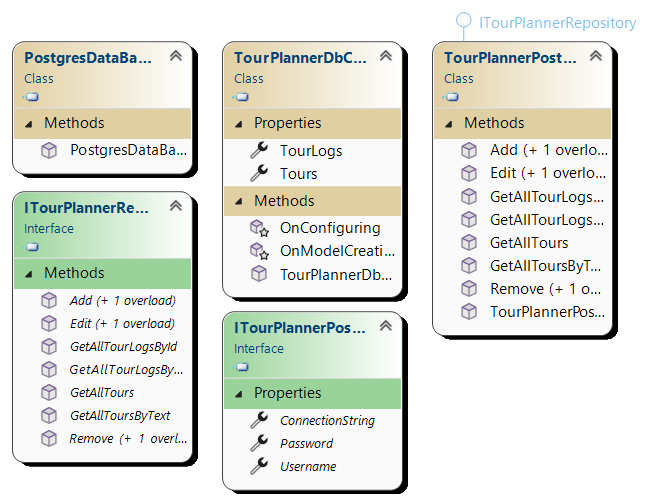 ITourPlannerRepository
PostgresDataBa...
Class
Methods
PostgresDataBa...
ITourPlannerRe...
Interface
Methods
Add (+ 1 overload)
Edit (+ 1 overload)
GetAllTourLogsById
GetAllTourLogsBy...
GetAllTours
GetAllToursByText
Remove (+ 1 overl...
TourPlannerDbC...
Class
Properties
TourLogs
Tours
Methods
OnConfiguring
OnModelCreati...
TourPlannerDb...
ITourPlannerPos...
Interface
Properties
ConnectionString
Password
Username
TourPlannerPost...
Class
Methods
Add (+ 1 overlo...
Edit (+ 1 overlo...
GetAllTourLogs...
GetAllTourLogs...
GetAllTours
GetAllToursByT...
Remove (+ 1 o...
TourPlannerPos...